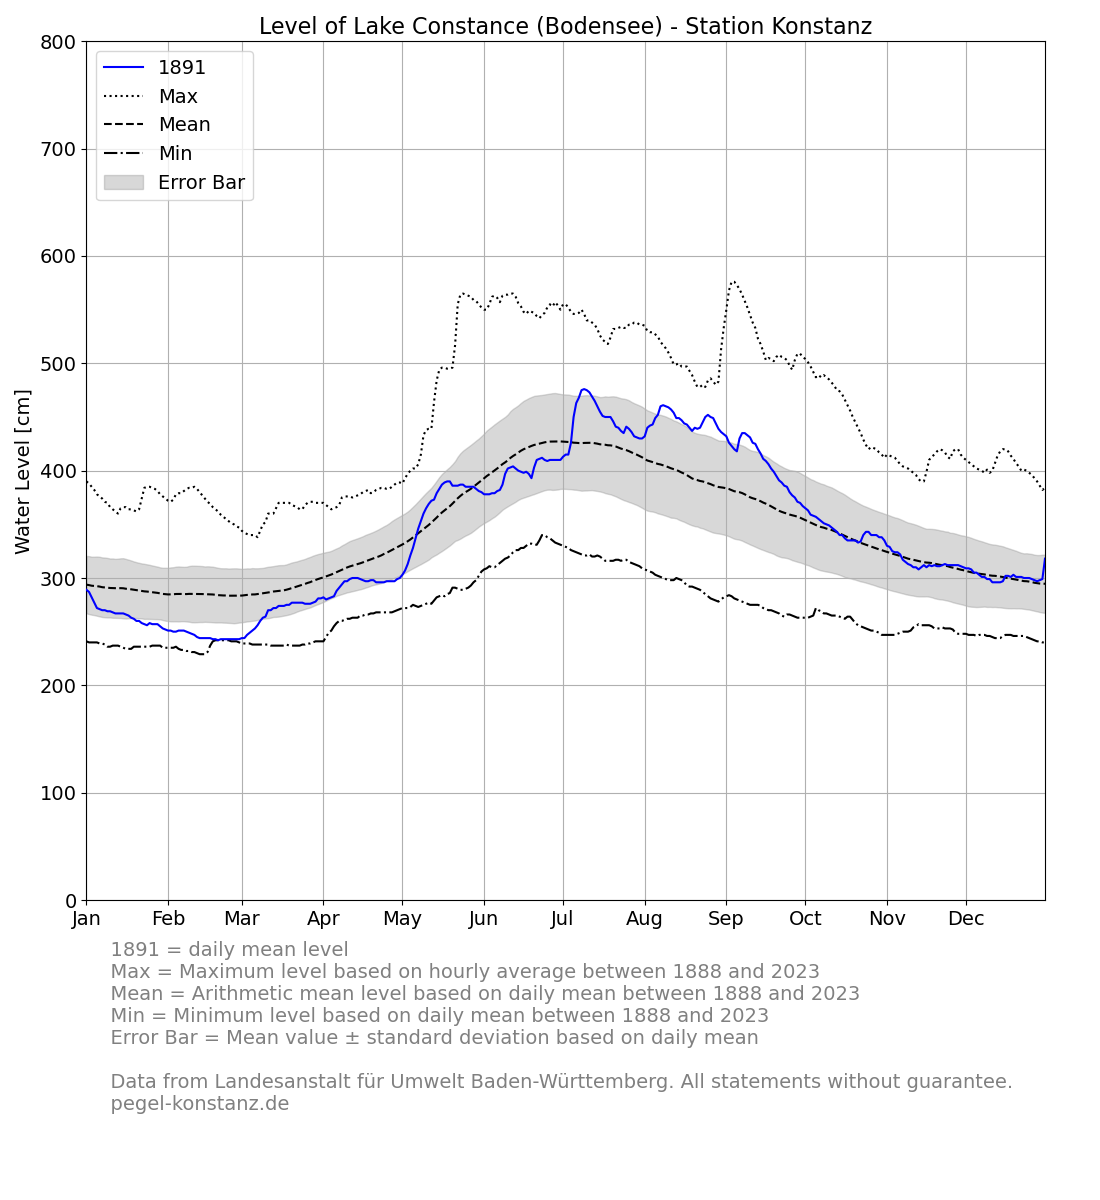 Level of Lake Constance (Bodensee) - Station Konstanz
800
700
600
500
400
300
200
100
0
Water Level [cm]
1891
Max
Mean
Min
Error Bar
Jan Feb Mar Apr May Jun Jul Aug Sep Oct Nov Dec
1891 = daily mean level
Max = Maximum level based on hourly average between 1888 and 2023
Mean = Arithmetic mean level based on daily mean between 1888 and 2023
Min = Minimum level based on daily mean between 1888 and 2023
Error Bar = Mean value ± standard deviation based on daily mean
Data from Landesanstalt für Umwelt Baden-Württemberg. All statements without guarantee.
pegel-konstanz.de